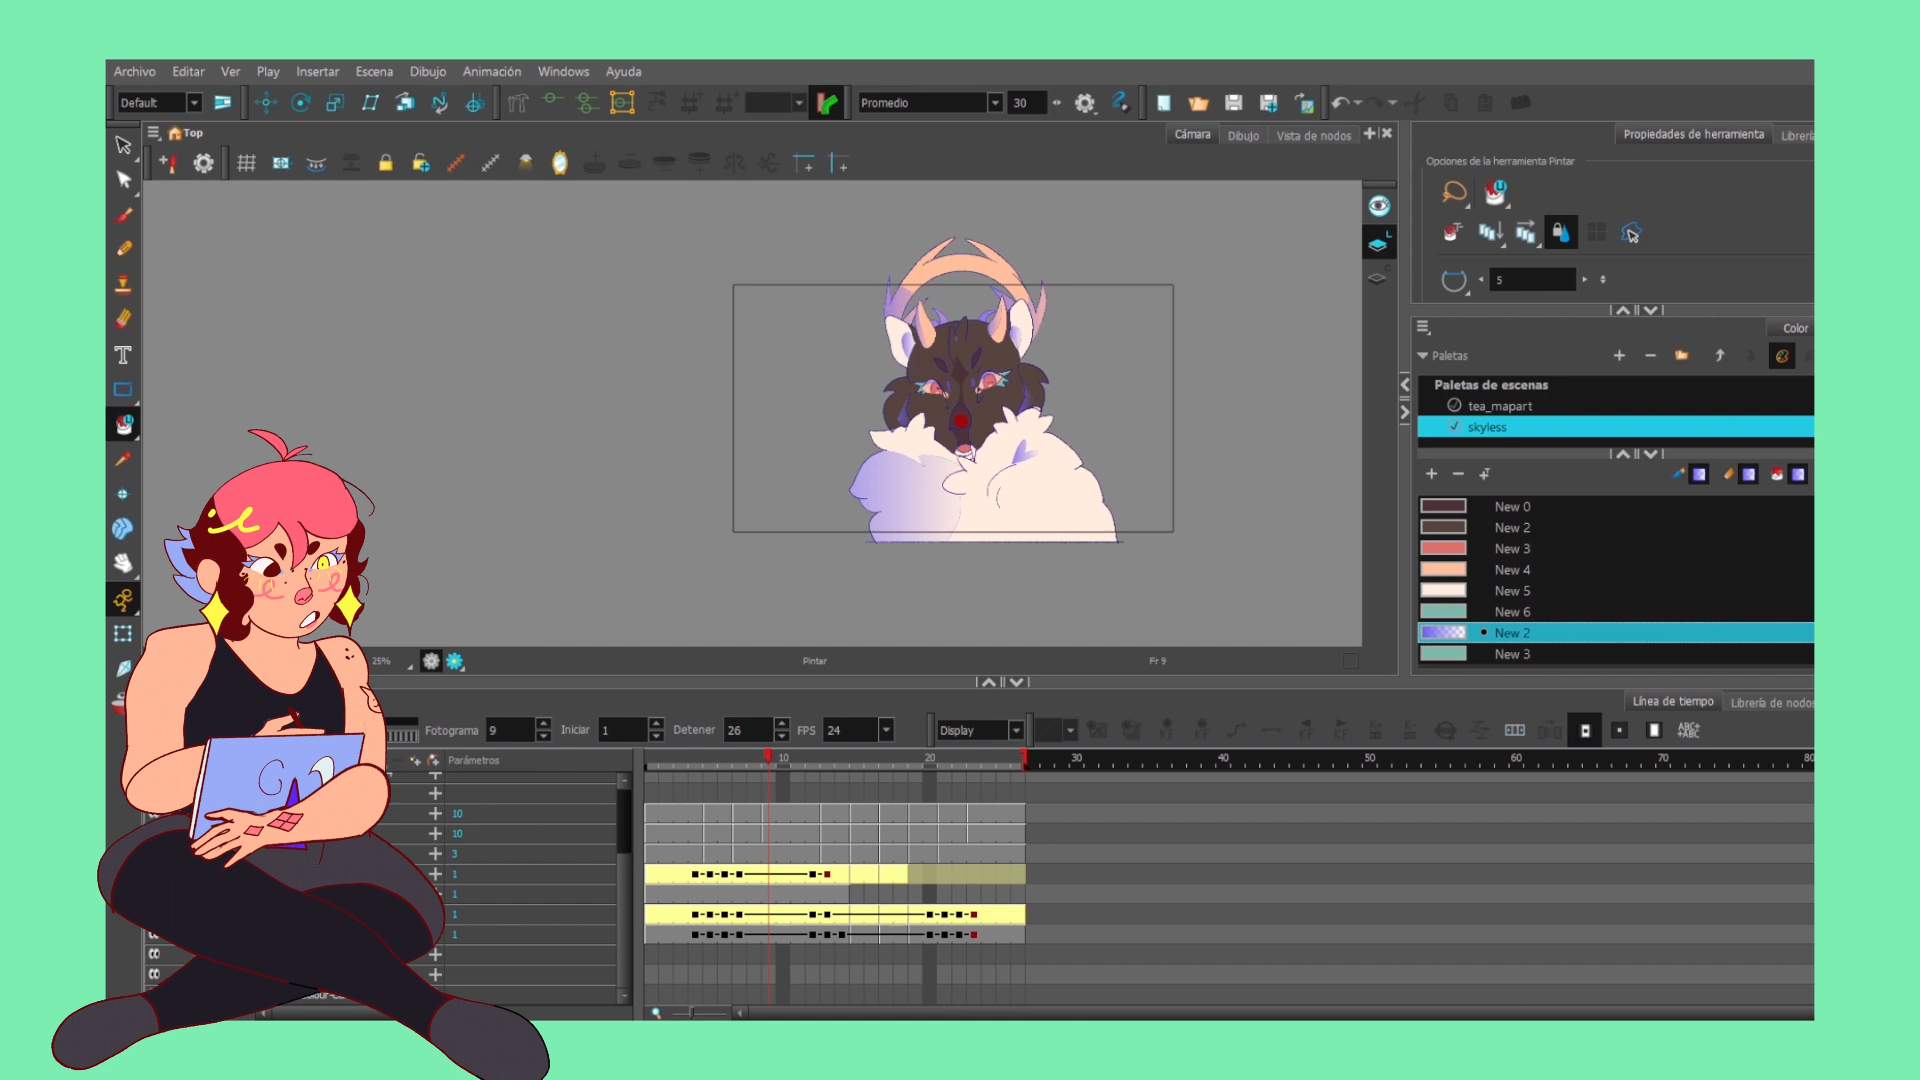 Archivo Editar Ver Play Insertar Escena Dibujo Animación Windows Ayuda
Default Promedio 30
Top Cámara Dibujo Vista de nodos Propiedades de herramienta
Opciones de la herramienta Pintar
5
Color
Paletas
Paletas de escenas
tea_mapart
skyless
New 0
New 2
New 3
New 4
New 5
New 6
New 2
New 3
25% Pintar Fr 9
Línea de tiempo
Fotograma 9 Iniciar 1 Detener 26 FPS 24 Display ABC+
+ABC
Parámetros 10 20 30 40 50 60 70 80
10
10
3
1
1
1
1